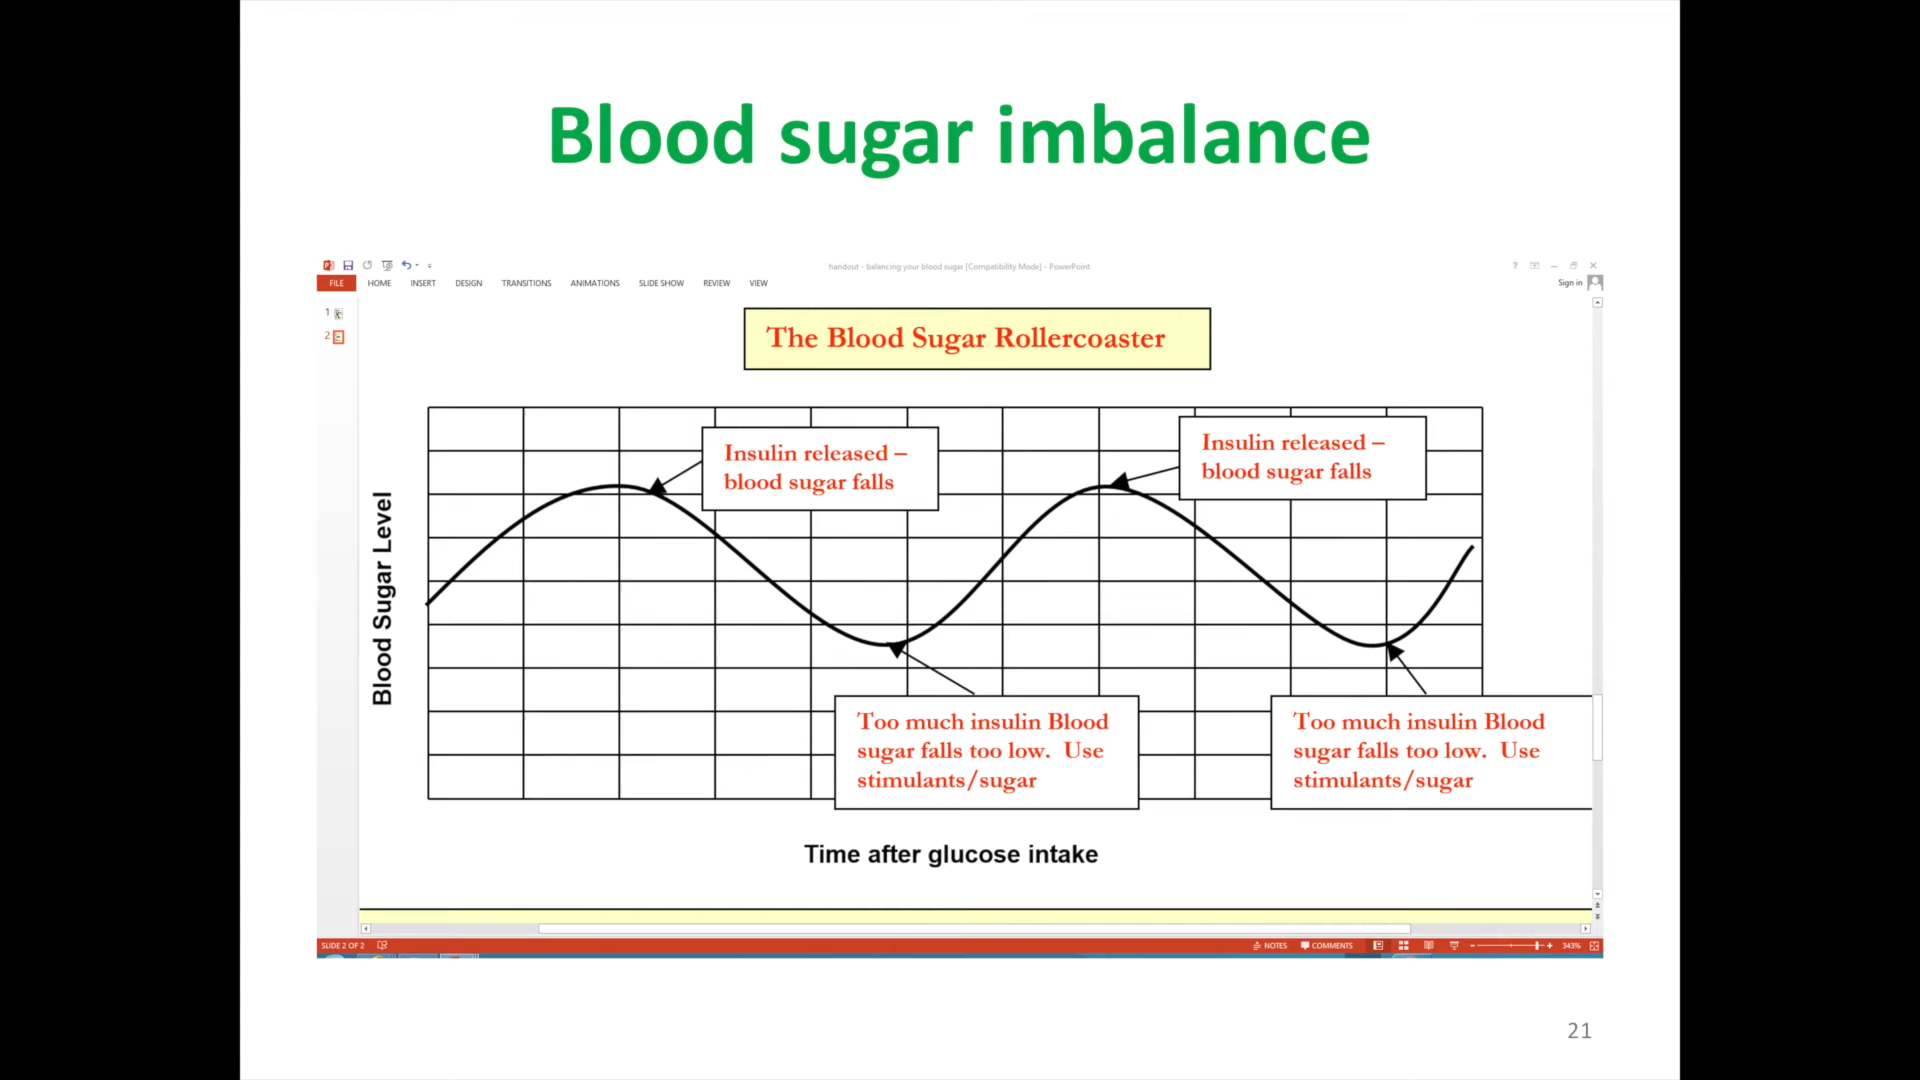 Blood sugar imbalance
handout - balancing your blood sugar [Compatibility Mode] - PowerPoint
FILE HOME INSERT DESIGN TRANSITIONS ANIMATIONS SLIDE SHOW REVIEW VIEW
Sign in
1
2
The Blood Sugar Rollercoaster
Insulin released –
blood sugar falls
Insulin released –
blood sugar falls
Blood Sugar Level
Too much insulin Blood
sugar falls too low. Use
stimulants/sugar
Too much insulin Blood
sugar falls too low. Use
stimulants/sugar
Time after glucose intake
SLIDE 2 OF 2
NOTES
COMMENTS
343%
21